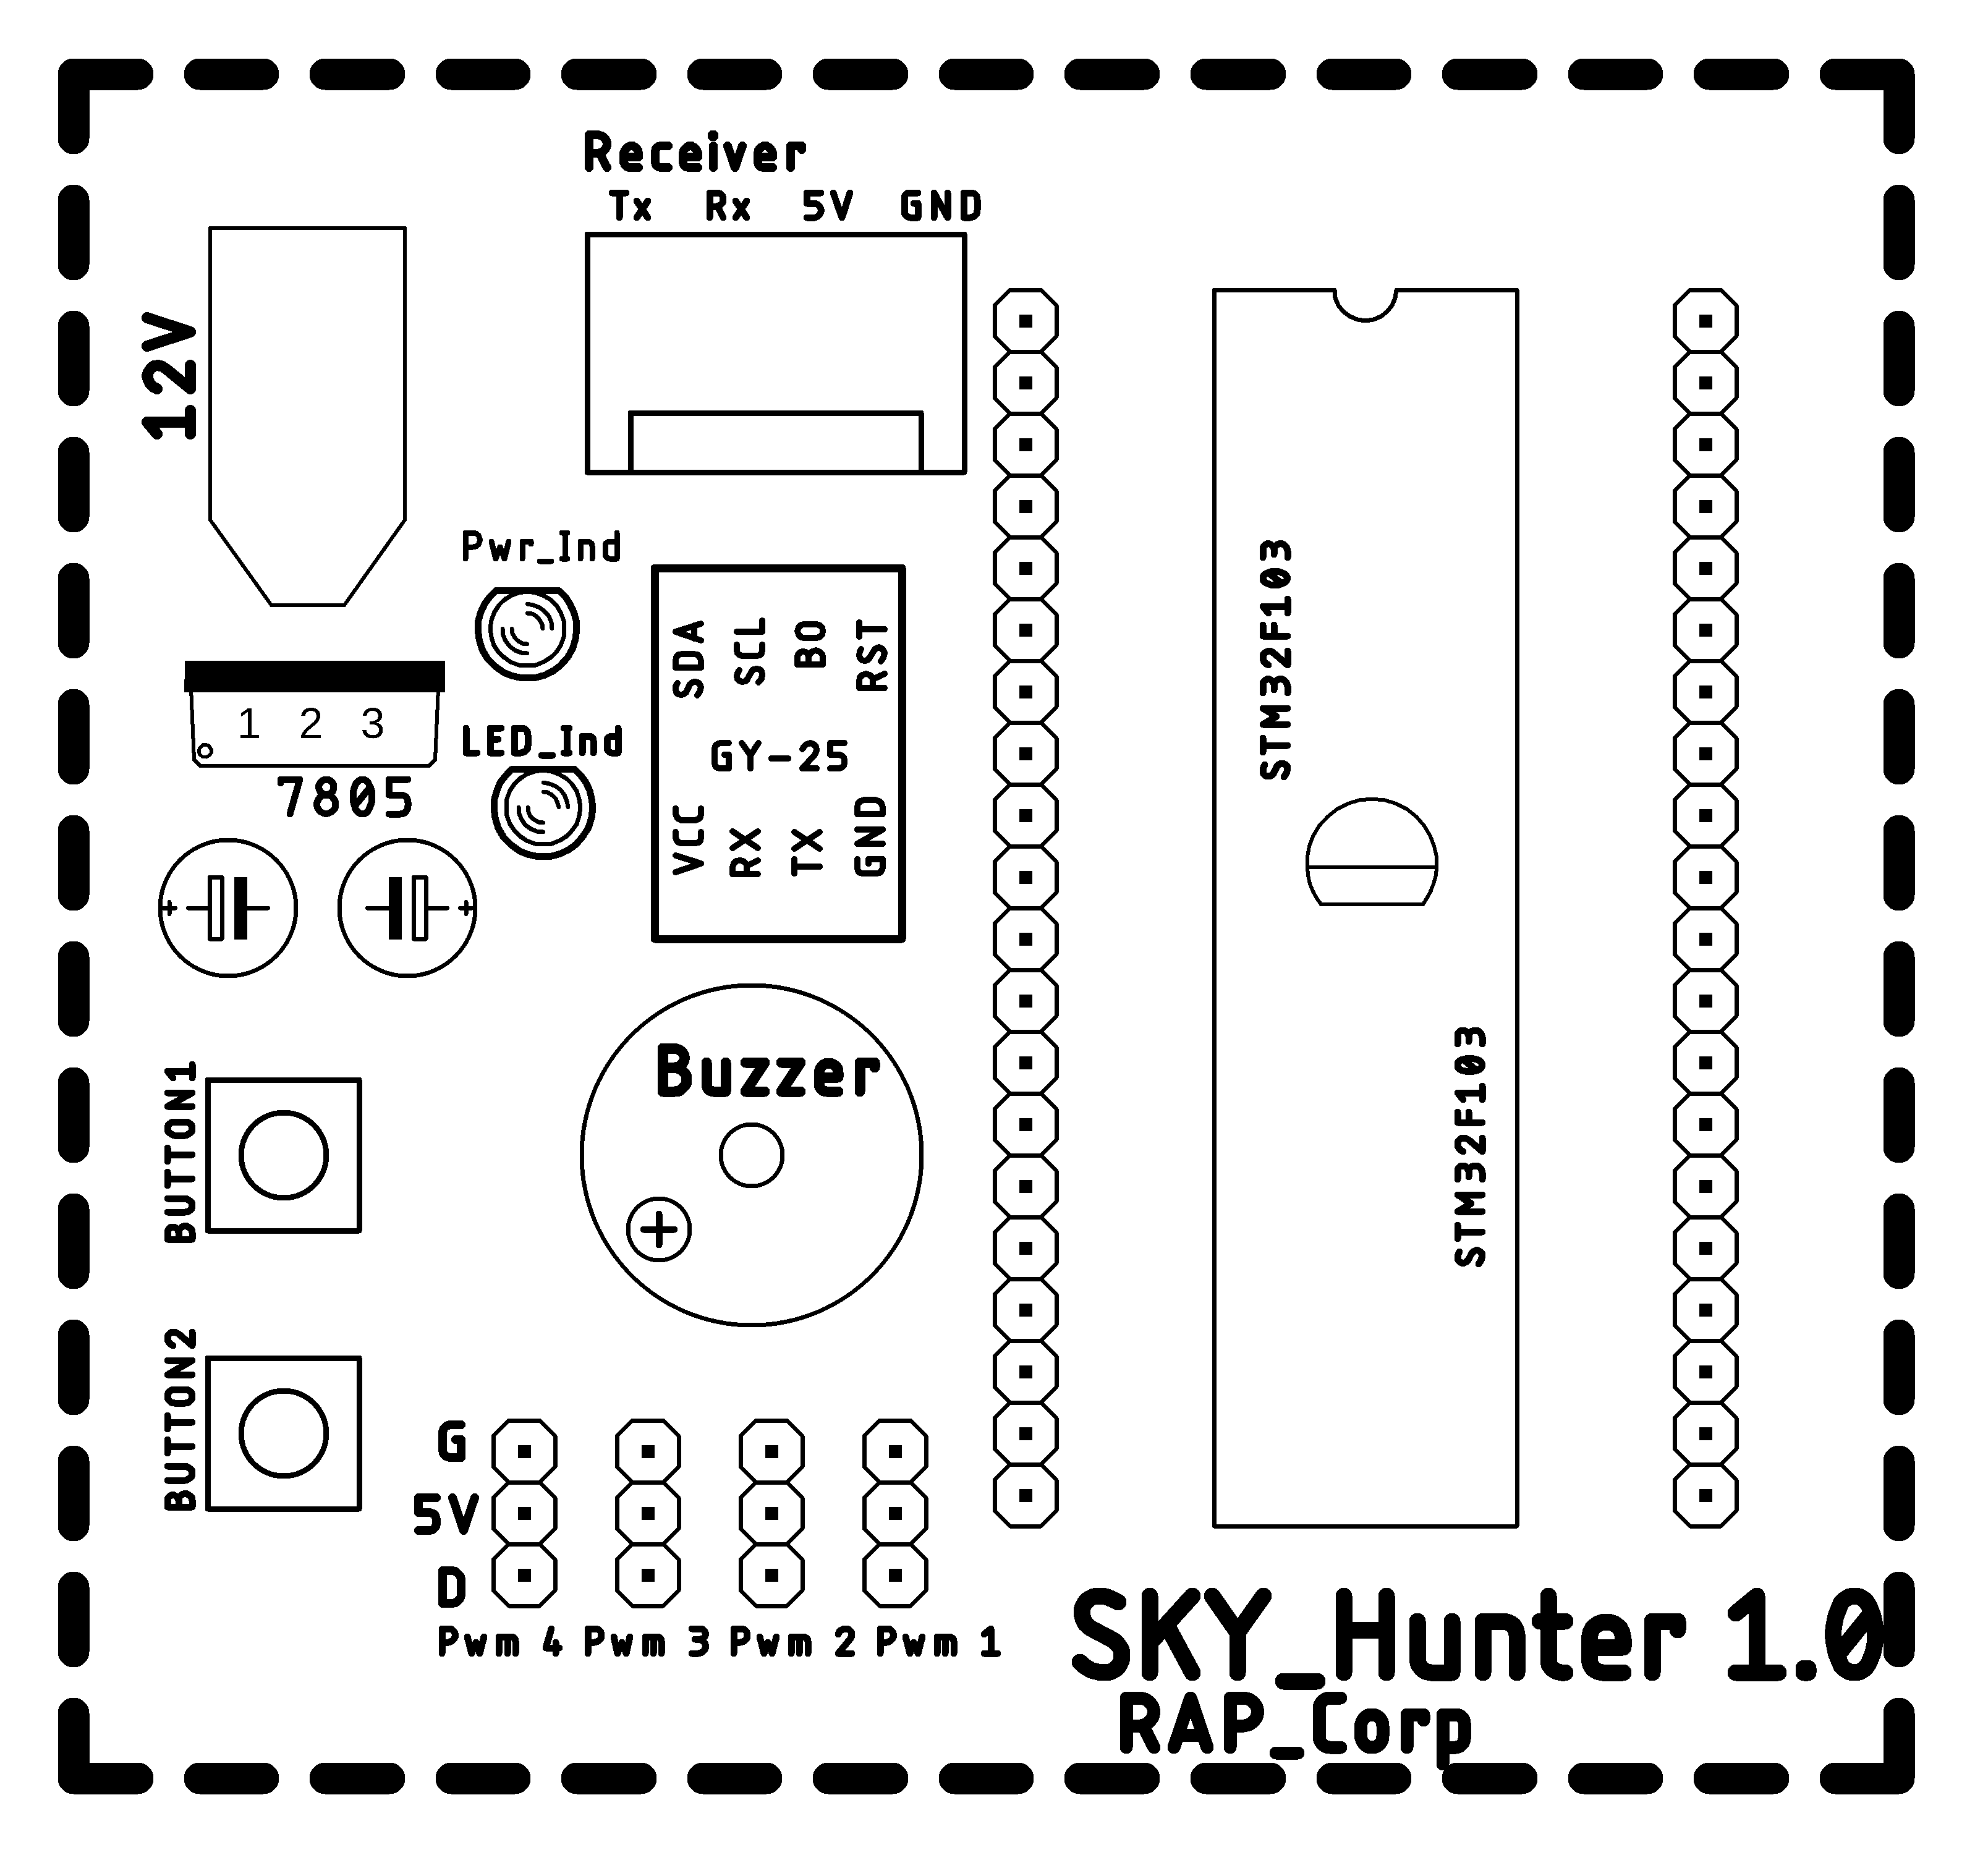 Receiver
Tx Rx 5V GND
12V
Pwr_Ind
LED_Ind
1 2 3
7805
+
+
SDA SCL BO RST
GY-25
VCC RX TX GND
STM32F103
STM32F103
Buzzer
+
BUTTON1
BUTTON2
G
5V
D
Pwm 4 Pwm 3 Pwm 2 Pwm 1
SKY_Hunter 1.0
RAP_Corp